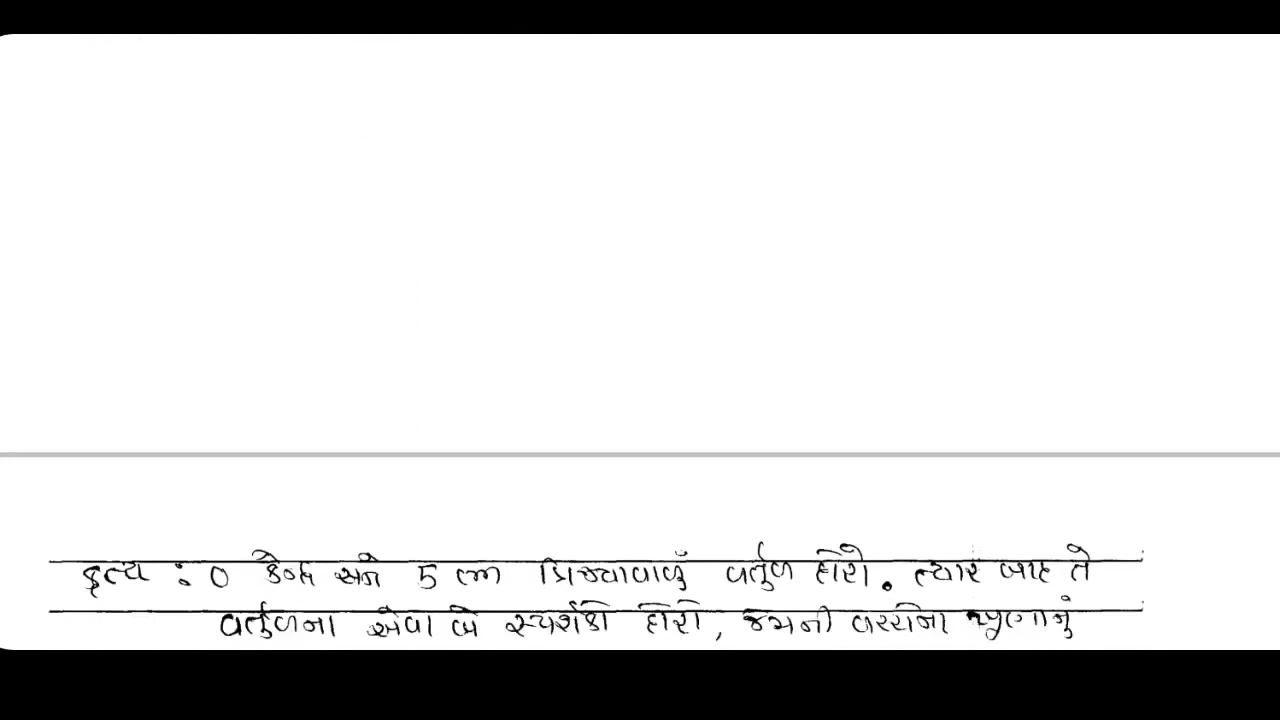 કૃત્ય : O કેન્દ્ર અને 5 cm ત્રિજ્યાવાળું વર્તુળ દોરો. ત્યાર બાદ તે
વર્તુળના એવા બે સ્પર્શકો દોરો, જેમની વચ્ચેના ખૂણાનું